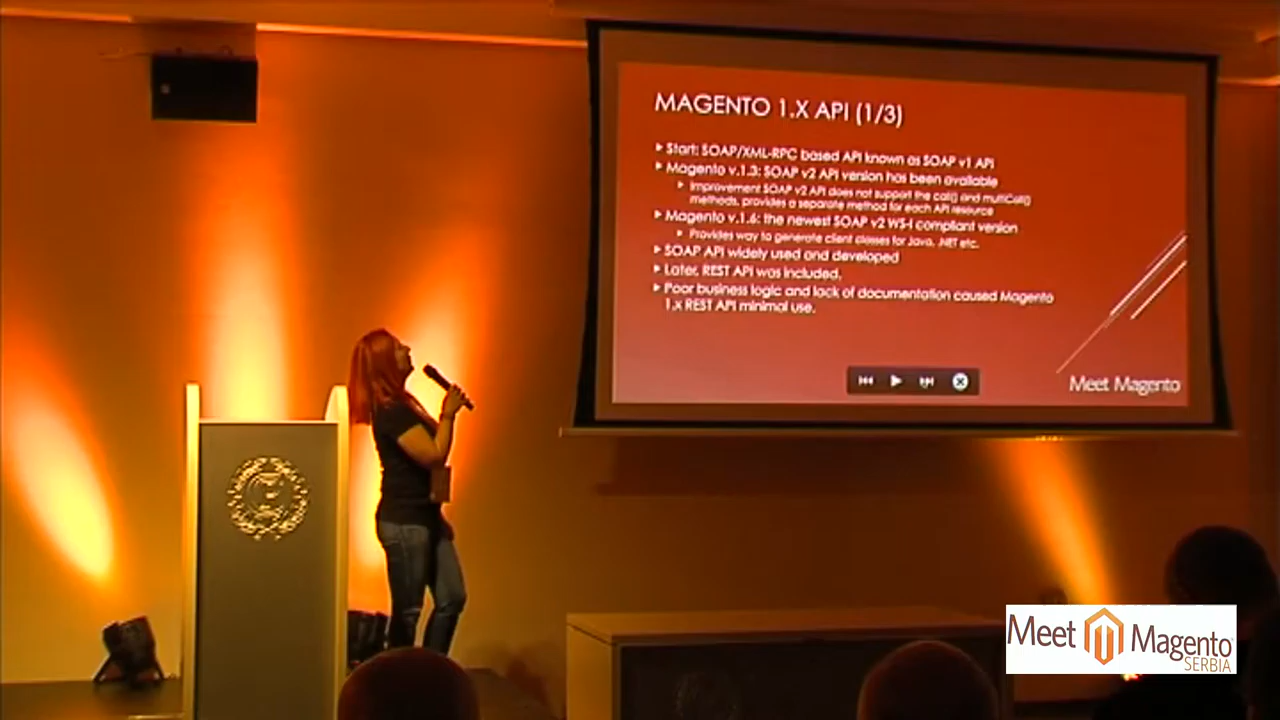 MAGENTO 1.X API (1/3)
Start: SOAP/XML-RPC based API known as SOAP v1 API
Magento v.1.3: SOAP v2 API version has been available
Improvement SOAP v2 API does not support the call() and multiCall()
methods, provides a separate method for each API resource
Magento v.1.6: the newest SOAP v2 WS-I compliant version
Provides way to generate client classes for Java, .NET etc.
SOAP API widely used and developed
Later, REST API was included.
Poor business logic and lack of documentation caused Magento
1.x REST API minimal use.
Meet Magento
Meet Magento
SERBIA